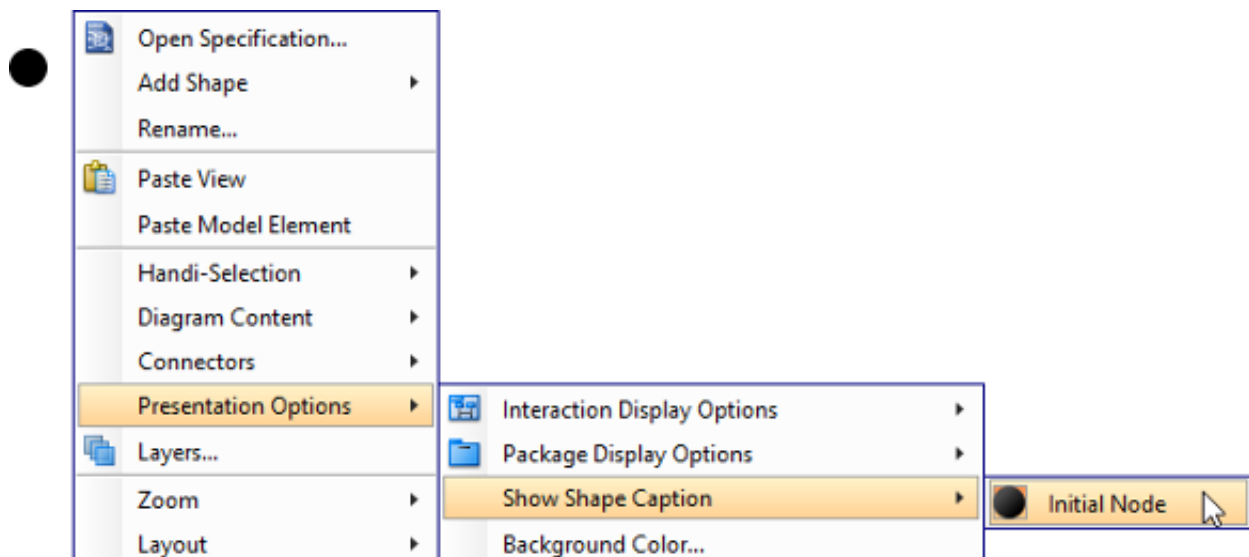 Open Specification...
Add Shape
Rename...
Paste View
Paste Model Element
Handi-Selection
Diagram Content
Connectors
Presentation Options
Layers...
Zoom
Layout
Interaction Display Options
Package Display Options
Show Shape Caption
Background Color...
Initial Node